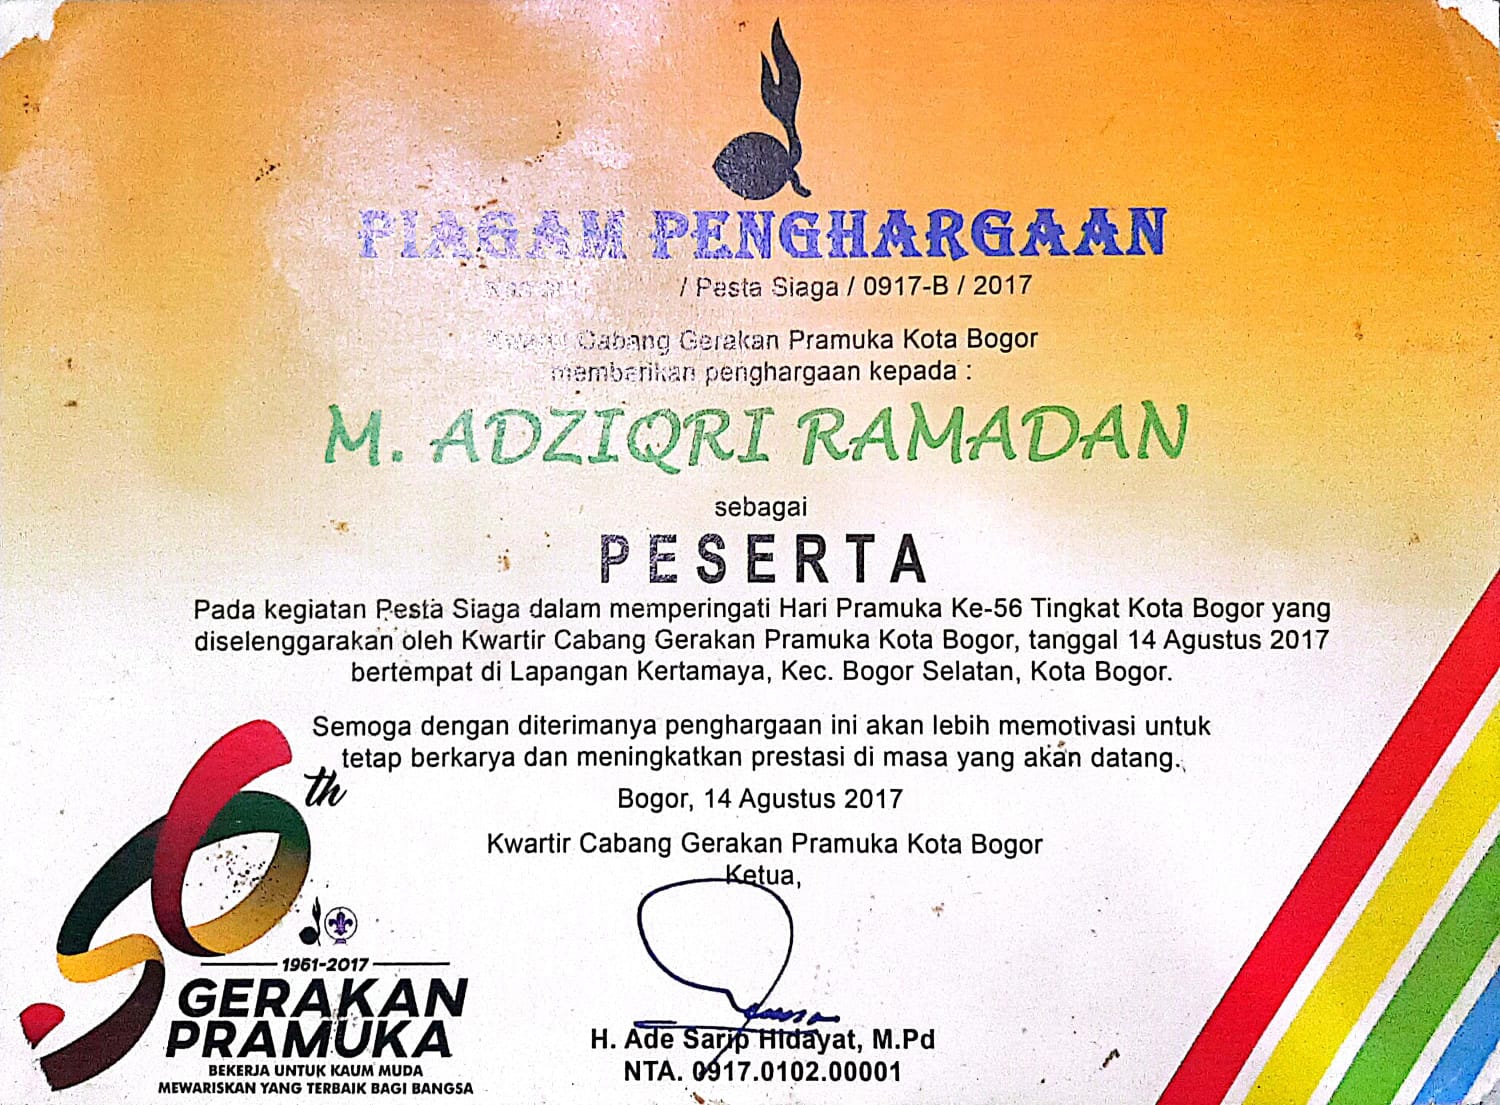 PIAGAM PENGHARGAAN
/ Pesta Siaga / 0917-B / 2017
Kwartir Cabang Gerakan Pramuka Kota Bogor
memberikan penghargaan kepada :
M. ADZIQRI RAMADAN
sebagai
PESERTA
Pada kegiatan Pesta Siaga dalam memperingati Hari Pramuka Ke-56 Tingkat Kota Bogor yang
diselenggarakan oleh Kwartir Cabang Gerakan Pramuka Kota Bogor, tanggal 14 Agustus 2017
bertempat di Lapangan Kertamaya, Kec. Bogor Selatan, Kota Bogor.
Semoga dengan diterimanya penghargaan ini akan lebih memotivasi untuk
tetap berkarya dan meningkatkan prestasi di masa yang akan datang.
Bogor, 14 Agustus 2017
Kwartir Cabang Gerakan Pramuka Kota Bogor
Ketua,
H. Ade Sarip Hidayat, M.Pd
NTA. 0917.0102.00001
56th
1961-2017
GERAKAN
PRAMUKA
BEKERJA UNTUK KAUM MUDA
MEWARISKAN YANG TERBAIK BAGI BANGSA